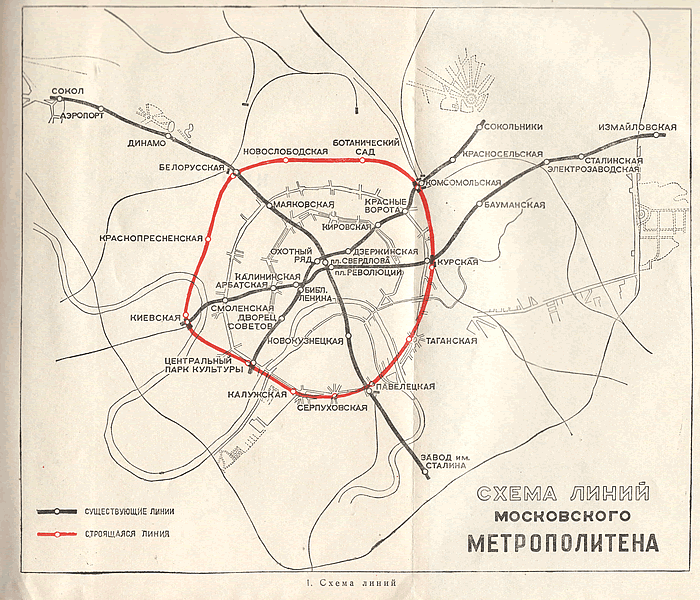 СОКОЛ
АЭРОПОРТ
ДИНАМО
БЕЛОРУССКАЯ
НОВОСЛОБОДСКАЯ
БОТАНИЧЕСКИЙ
САД
СОКОЛЬНИКИ
КРАСНОСЕЛЬСКАЯ
КОМСОМОЛЬСКАЯ
ИЗМАЙЛОВСКАЯ
СТАЛИНСКАЯ
ЭЛЕКТРОЗАВОДСКАЯ
БАУМАНСКАЯ
МАЯКОВСКАЯ
КРАСНЫЕ
ВОРОТА
КИРОВСКАЯ
КРАСНОПРЕСНЕНСКАЯ
ОХОТНЫЙ
РЯД
ДЗЕРЖИНСКАЯ
ПЛ. СВЕРДЛОВА
ПЛ. РЕВОЛЮЦИИ
КУРСКАЯ
КАЛИНИНСКАЯ
АРБАТСКАЯ
БИБЛ.
ЛЕНИНА
СМОЛЕНСКАЯ
ДВОРЕЦ
СОВЕТОВ
КИЕВСКАЯ
НОВОКУЗНЕЦКАЯ
ТАГАНСКАЯ
ЦЕНТРАЛЬНЫЙ
ПАРК КУЛЬТУРЫ
КАЛУЖСКАЯ
СЕРПУХОВСКАЯ
ПАВЕЛЕЦКАЯ
ЗАВОД ИМ.
СТАЛИНА
СУЩЕСТВУЮЩИЕ ЛИНИИ
СТРОЯЩАЯСЯ ЛИНИЯ
СХЕМА ЛИНИЙ
МОСКОВСКОГО
МЕТРОПОЛИТЕНА
1. Схема линий